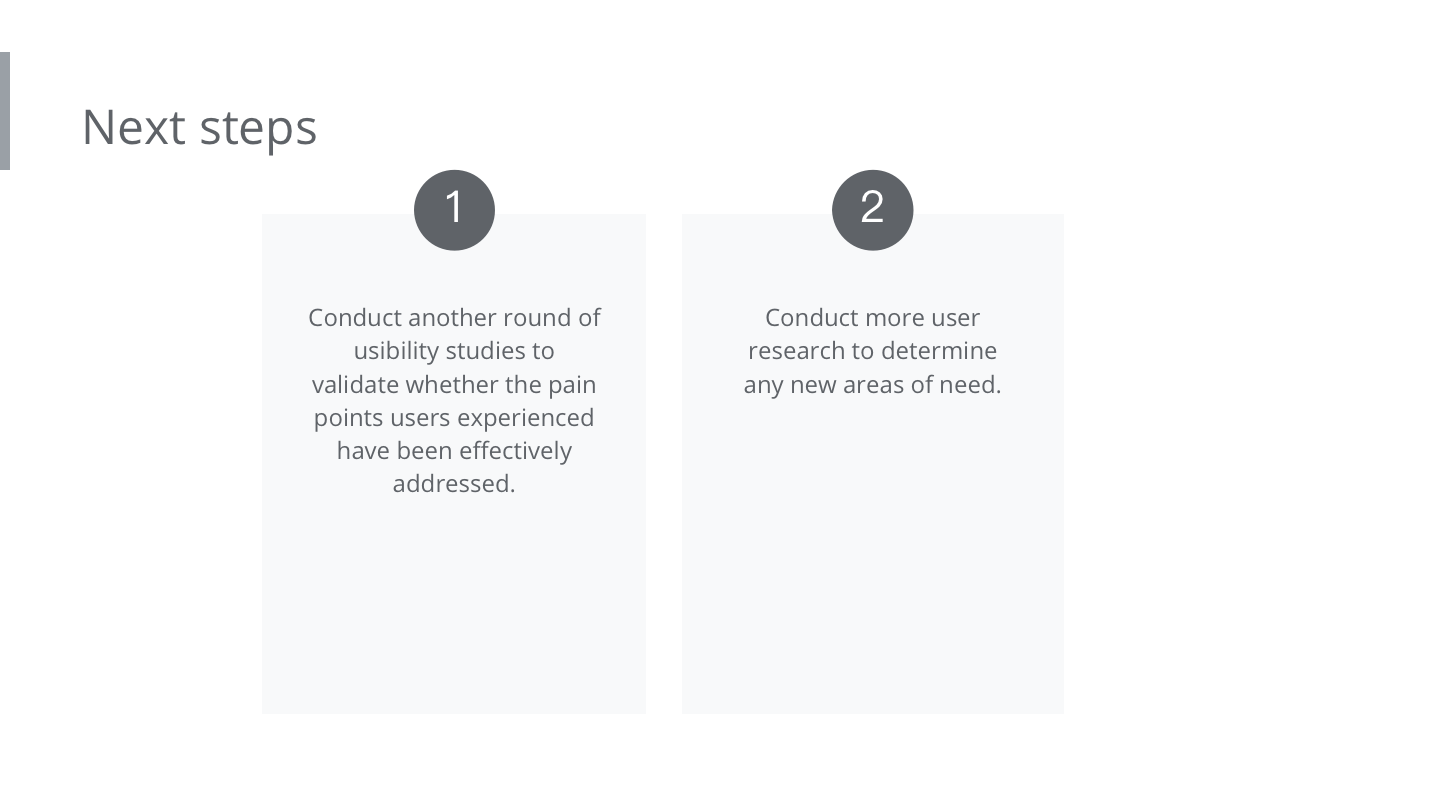 Next steps
1
Conduct another round of
usibility studies to
validate whether the pain
points users experienced
have been effectively
addressed.
2
Conduct more user
research to determine
any new areas of need.